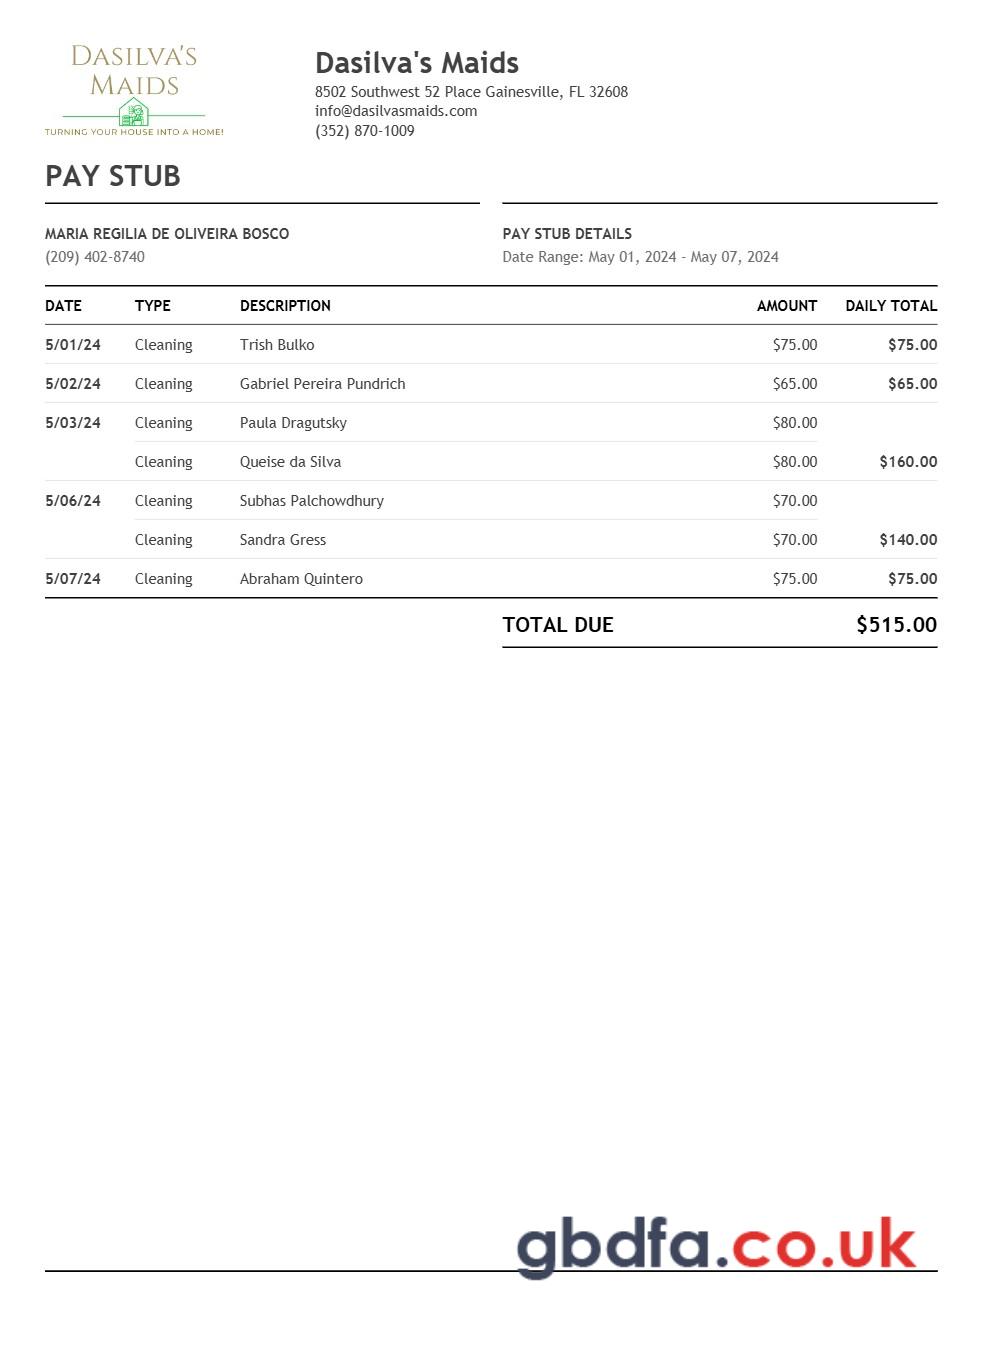 DASILVA'S
MAIDS
TURNING YOUR HOUSE INTO A HOME!
Dasilva's Maids
8502 Southwest 52 Place Gainesville, FL 32608
info@dasilvasmaids.com
(352) 870-1009
PAY STUB
MARIA REGILIA DE OLIVEIRA BOSCO
(209) 402-8740
PAY STUB DETAILS
Date Range: May 01, 2024 - May 07, 2024
DATE TYPE DESCRIPTION AMOUNT DAILY TOTAL
5/01/24 Cleaning Trish Bulko $75.00 $75.00
5/02/24 Cleaning Gabriel Pereira Pundrich $65.00 $65.00
5/03/24 Cleaning Paula Dragutsky $80.00
Cleaning Queise da Silva $80.00 $160.00
5/06/24 Cleaning Subhas Palchowdhury $70.00
Cleaning Sandra Gress $70.00 $140.00
5/07/24 Cleaning Abraham Quintero $75.00 $75.00
TOTAL DUE $515.00
gbdfa.co.uk